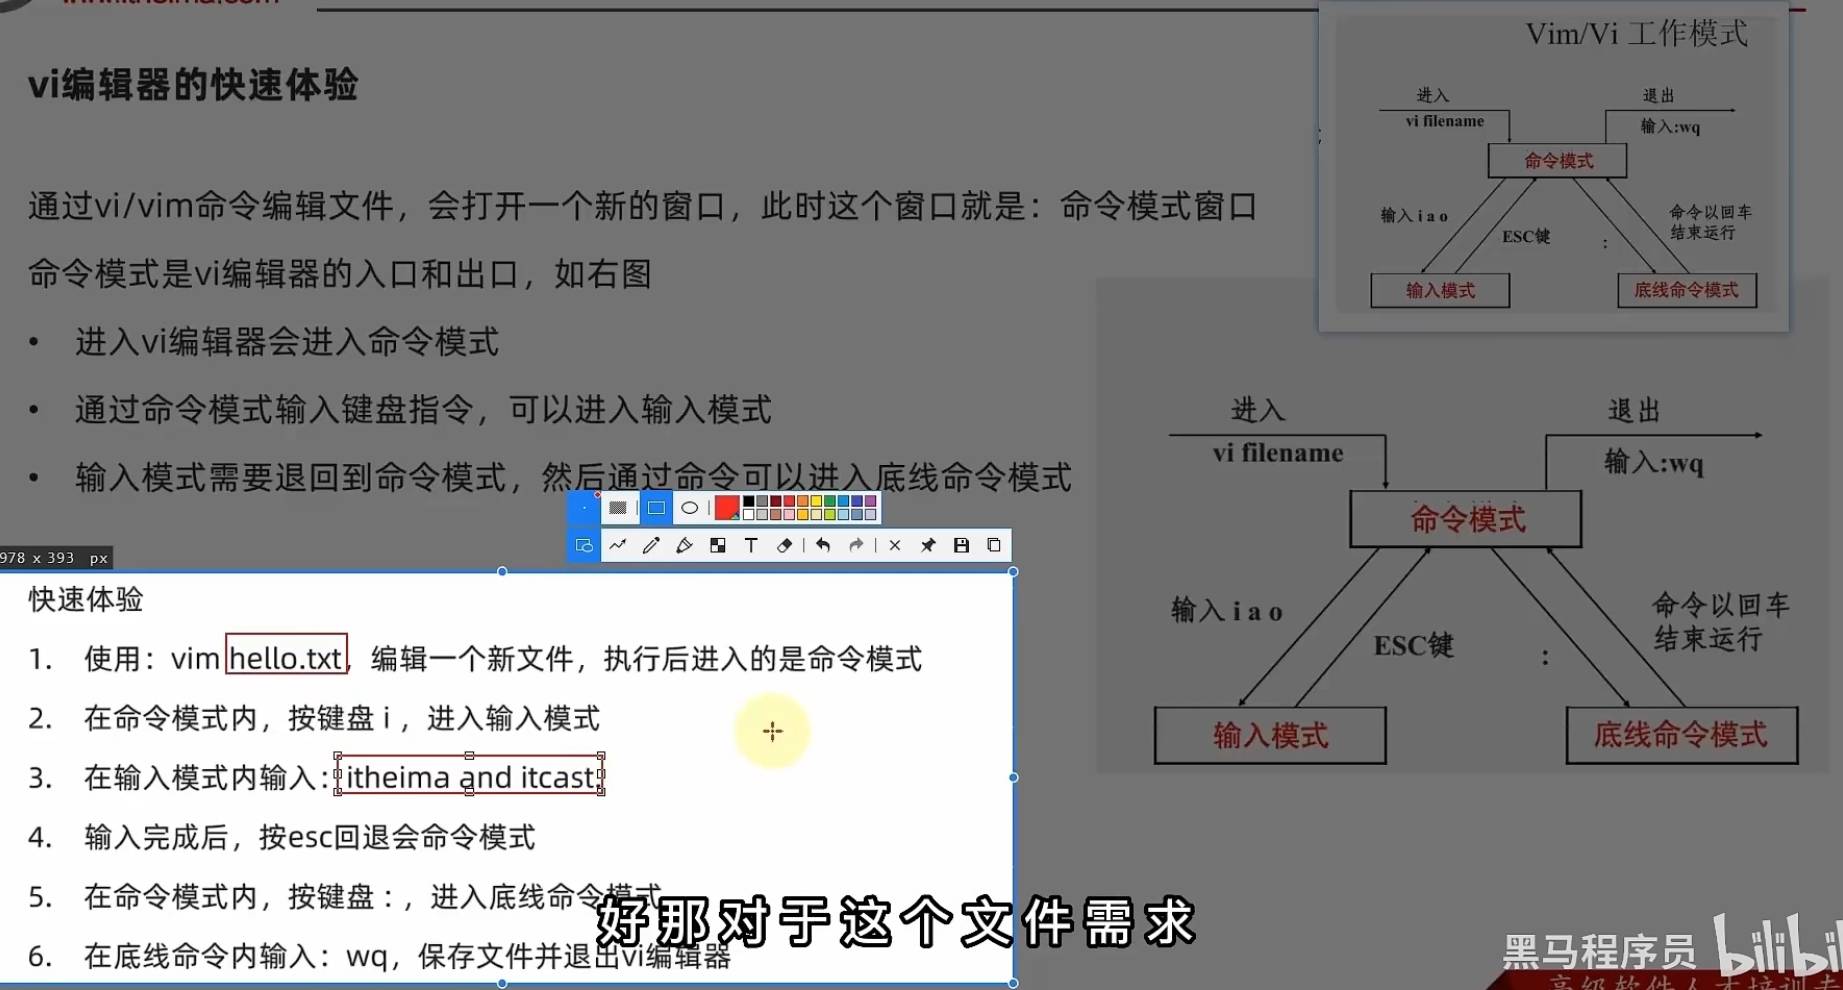 vi编辑器的快速体验
通过vi/vim命令编辑文件，会打开一个新的窗口，此时这个窗口就是：命令模式窗口
命令模式是vi编辑器的入口和出口，如右图
• 进入vi编辑器会进入命令模式
• 通过命令模式输入键盘指令，可以进入输入模式
• 输入模式需要退回到命令模式，然后通过命令可以进入底线命令模式
978 x 393 px
快速体验
1. 使用：vim hello.txt，编辑一个新文件，执行后进入的是命令模式
2. 在命令模式内，按键盘 i ，进入输入模式
3. 在输入模式内输入：itheima and itcast.
4. 输入完成后，按esc回退会命令模式
5. 在命令模式内，按键盘 : ，进入底线命令模式
6. 在底线命令内输入：wq，保存文件并退出vi编辑器
Vim/Vi 工作模式
进入
退出
vi filename
输入:wq
命令模式
输入 i a o
命令以回车
结束运行
ESC键
:
输入模式
底线命令模式
进入
退出
vi filename
输入:wq
命令模式
输入 i a o
命令以回车
结束运行
ESC键
:
输入模式
底线命令模式
好那对于这个文件需求
黑马程序员